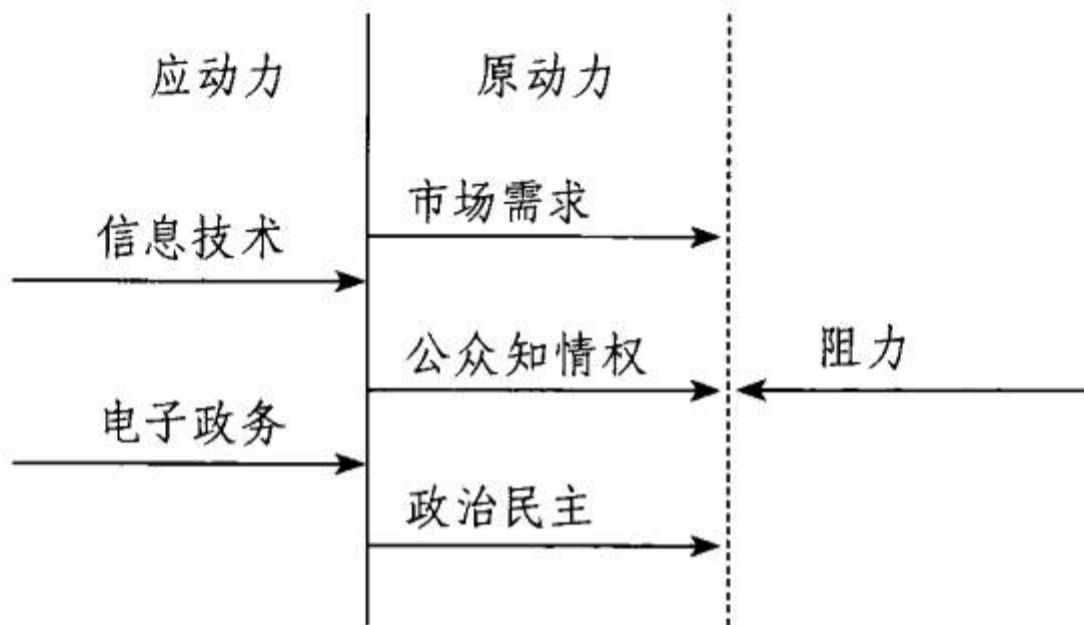 应动力
原动力
市场需求
信息技术
公众知情权
阻力
电子政务
政治民主